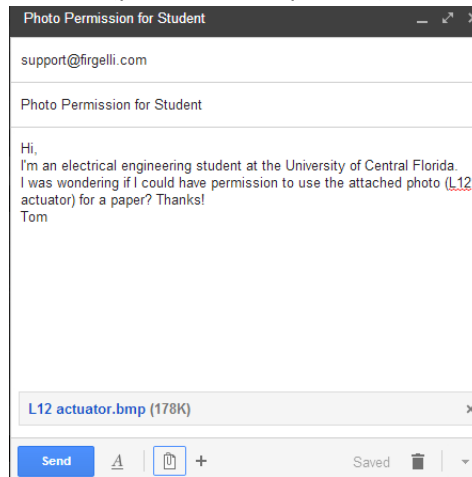 Photo Permission for Student
support@firgelli.com
Photo Permission for Student
Hi,
I'm an electrical engineering student at the University of Central Florida.
I was wondering if I could have permission to use the attached photo (L12
actuator) for a paper? Thanks!
Tom
L12 actuator.bmp (178K)
Send A Saved